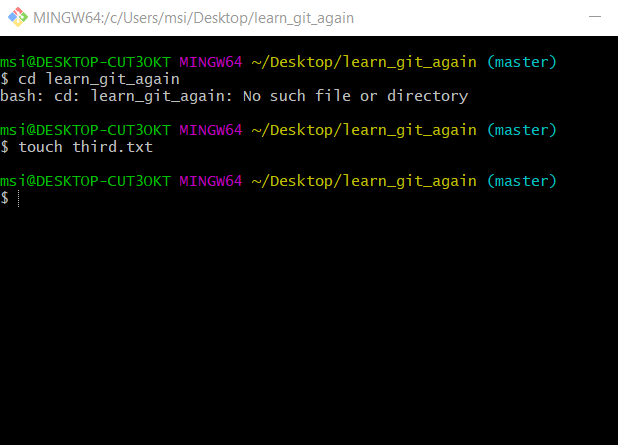 MINGW64:/c/Users/msi/Desktop/learn_git_again
msi@DESKTOP-CUT3OKT MINGW64 ~/Desktop/learn_git_again (master)
$ cd learn_git_again
bash: cd: learn_git_again: No such file or directory
msi@DESKTOP-CUT3OKT MINGW64 ~/Desktop/learn_git_again (master)
$ touch third.txt
msi@DESKTOP-CUT3OKT MINGW64 ~/Desktop/learn_git_again (master)
$